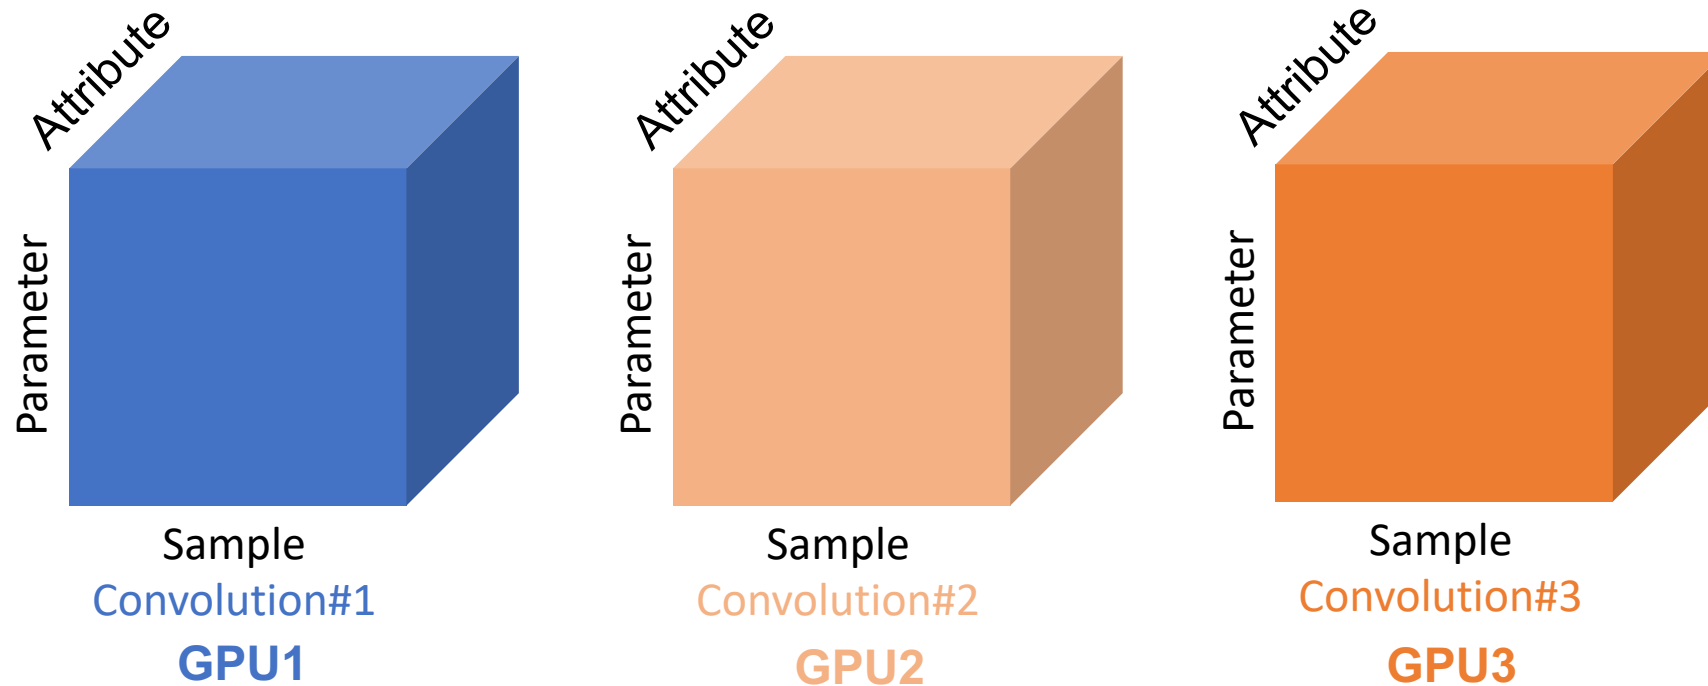 Attribute
Parameter
Sample
Convolution#1
GPU1
Attribute
Parameter
Sample
Convolution#2
GPU2
Attribute
Parameter
Sample
Convolution#3
GPU3